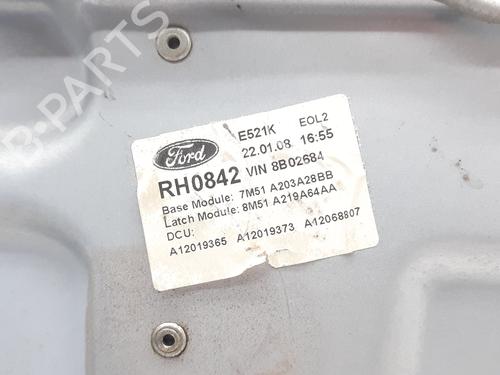 B-PARTS
E521K EOL2
Ford 22.01.08 16:55
RH0842 VIN 8B02684
Base Module: 7M51 A203A28BB
Latch Module: 8M51 A219A64AA
DCU:
A12019365 A12019373 A12068807